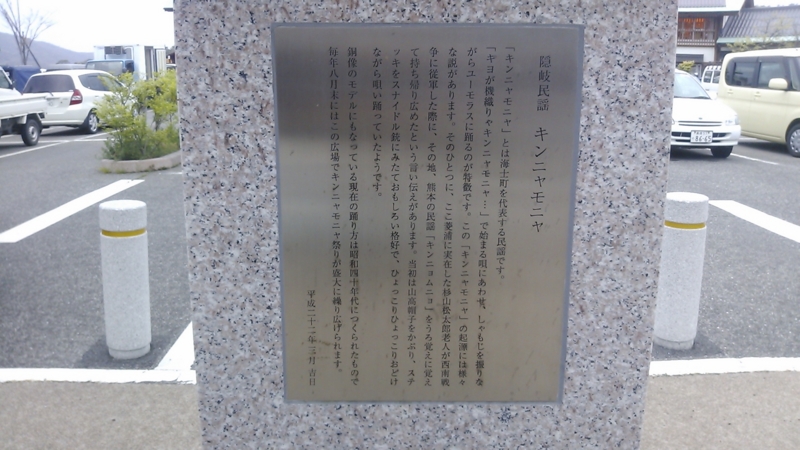 隠岐民謡　キンニャモニャ
「キンニャモニャ」とは海士町を代表する民謡です。
「キヨが機織りやキンニャモニャ…」で始まる唄にあわせ、しゃもじを振りな
がらユーモラスに踊るのが特徴です。この「キンニャモニャ」の起源には様々
な説があります。そのひとつに、ここ菱浦に実在した杉山松太郎老人が西南戦
争に従軍した際に、その地、熊本の民謡「キンニョムニョ」をうろ覚えに覚え
て持ち帰り広めたという言い伝えがあります。当初は山高帽子をかぶり、ステ
ッキをスナイドル銃にみたておもしろい格好で、ひょっこりひょっこりおどけ
ながら唄い踊っていたようです。
銅像のモデルにもなっている現在の踊り方は昭和四十年代につくられたもので
毎年八月末にはこの広場でキンニャモニャ祭りが盛大に繰り広げられます。
平成二十二年三月 吉日